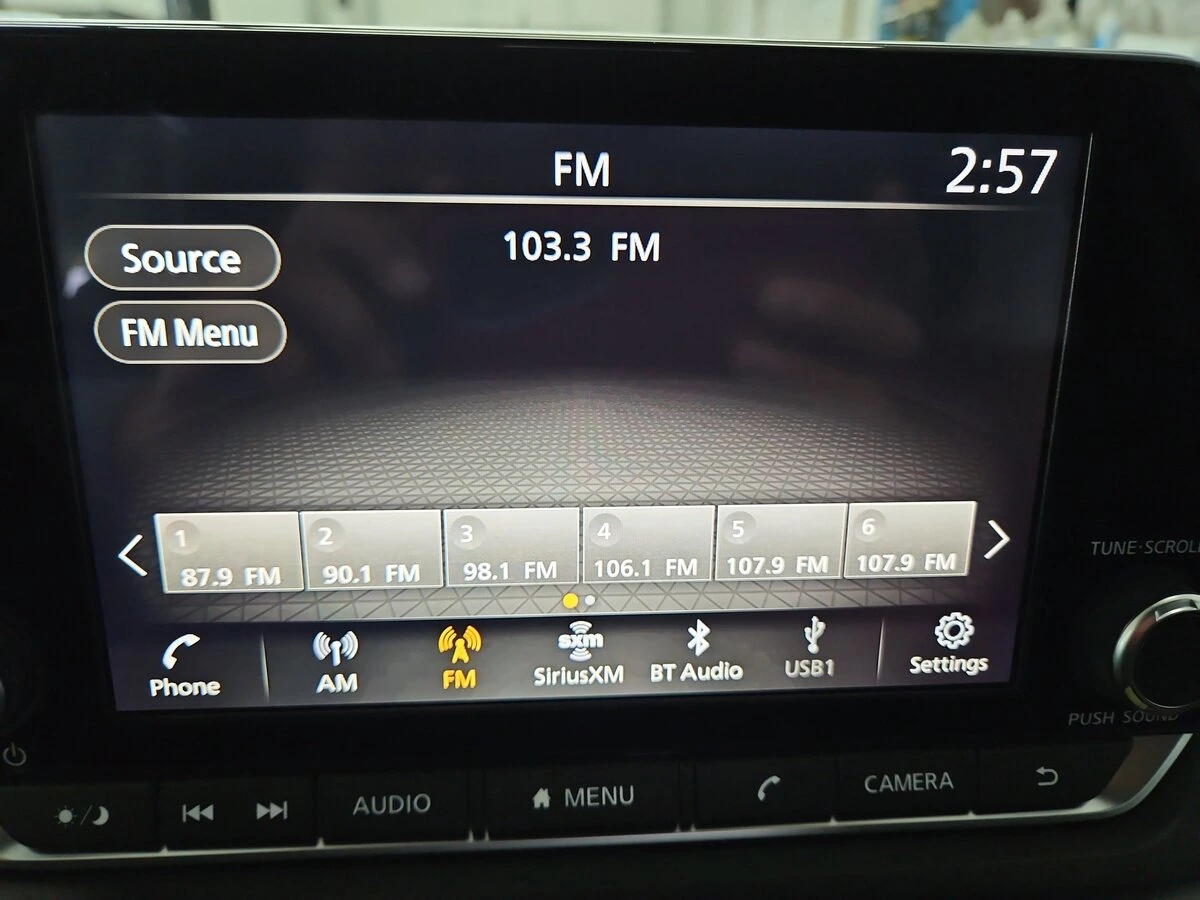 FM
2:57
103.3 FM
Source
FM Menu
1
87.9 FM
2
90.1 FM
3
98.1 FM
4
106.1 FM
5
107.9 FM
6
107.9 FM
Phone
AM
FM
sxm
SiriusXM
BT Audio
USB1
Settings
TUNE·SCROLL
PUSH SOUND
AUDIO
MENU
CAMERA